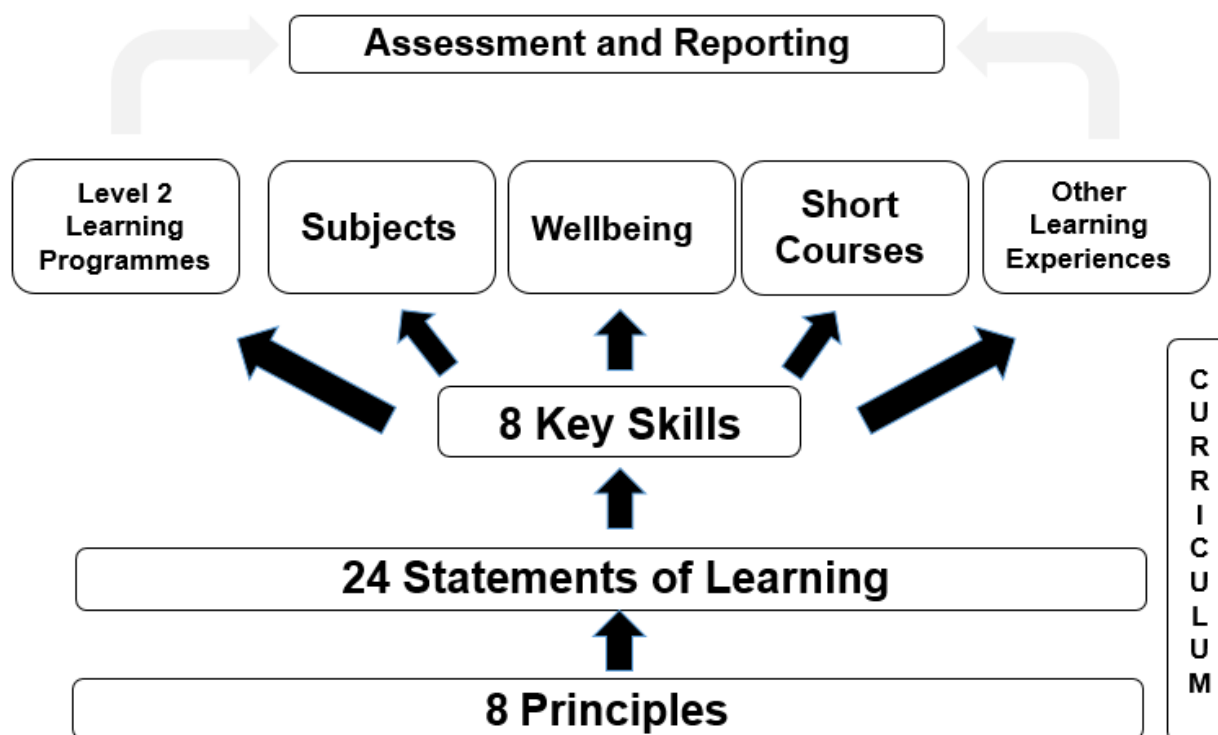 Assessment and Reporting
Level 2
Learning
Programmes
Subjects
Wellbeing
Short
Courses
Other
Learning
Experiences
8 Key Skills
24 Statements of Learning
8 Principles
C
U
R
R
I
C
U
L
U
M